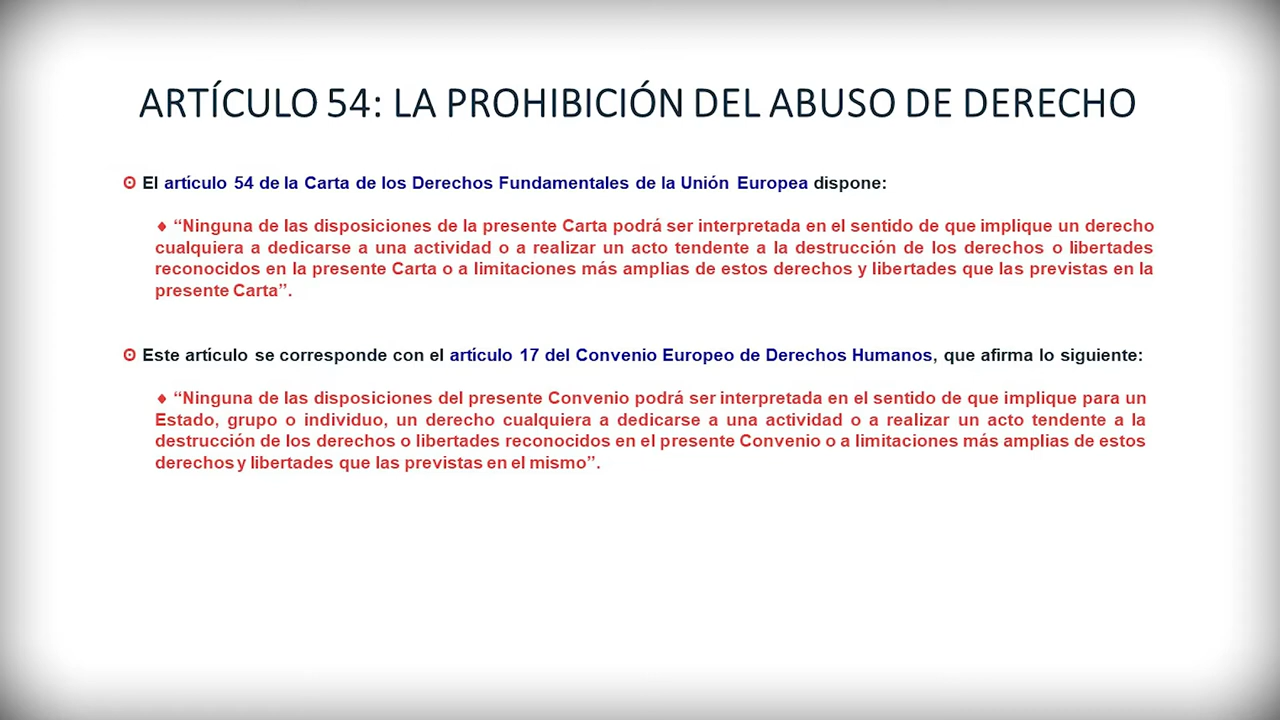 ARTÍCULO 54: LA PROHIBICIÓN DEL ABUSO DE DERECHO
⊙ El artículo 54 de la Carta de los Derechos Fundamentales de la Unión Europea dispone:
♦ “Ninguna de las disposiciones de la presente Carta podrá ser interpretada en el sentido de que implique un derecho
cualquiera a dedicarse a una actividad o a realizar un acto tendente a la destrucción de los derechos o libertades
reconocidos en la presente Carta o a limitaciones más amplias de estos derechos y libertades que las previstas en la
presente Carta”.
⊙ Este artículo se corresponde con el artículo 17 del Convenio Europeo de Derechos Humanos, que afirma lo siguiente:
♦ “Ninguna de las disposiciones del presente Convenio podrá ser interpretada en el sentido de que implique para un
Estado, grupo o individuo, un derecho cualquiera a dedicarse a una actividad o a realizar un acto tendente a la
destrucción de los derechos o libertades reconocidos en el presente Convenio o a limitaciones más amplias de estos
derechos y libertades que las previstas en el mismo”.